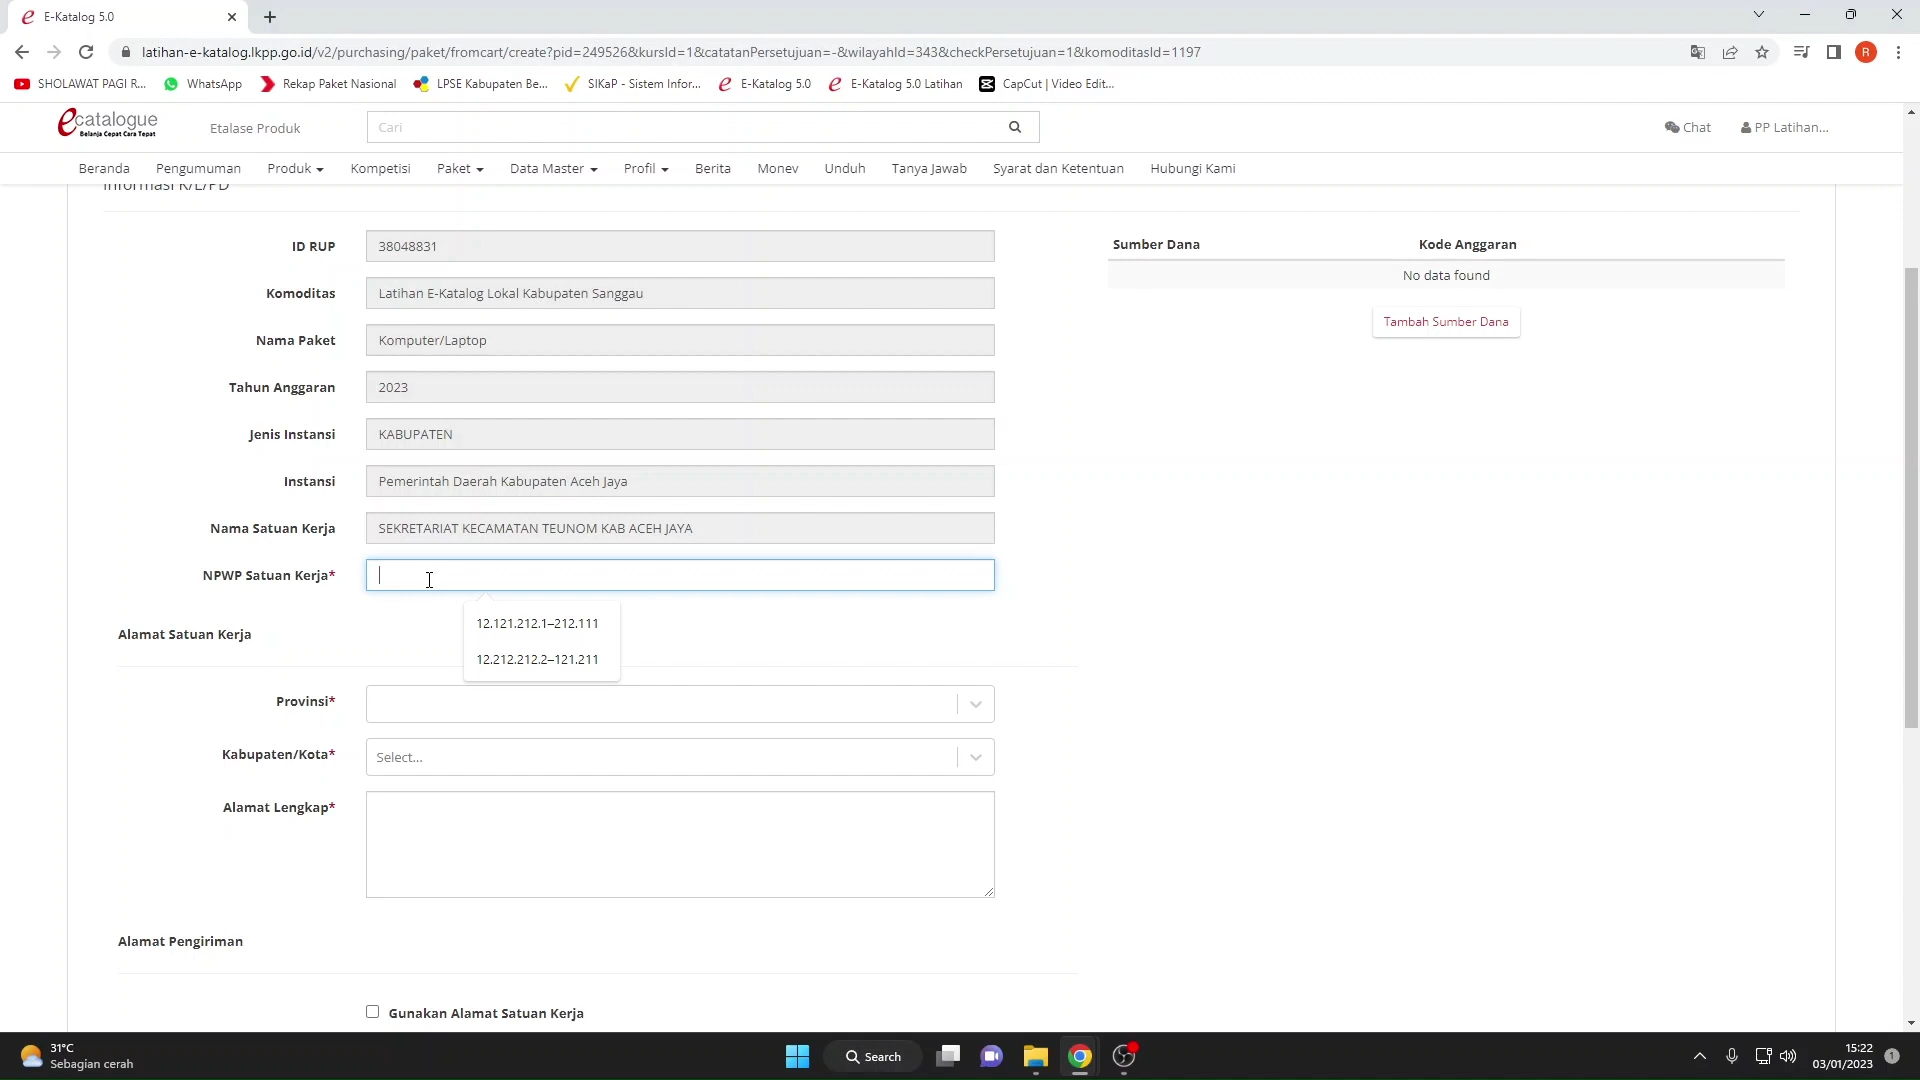 E-Katalog 5.0
latihan-e-katalog.lkpp.go.id/v2/purchasing/paket/fromcart/create?pid=249526&kursId=1&catatanPersetujuan=-&wilayahId=343&checkPersetujuan=1&komoditasId=1197
R
SHOLAWAT PAGI R... WhatsApp Rekap Paket Nasional LPSE Kabupaten Be... SIKaP - Sistem Infor... E-Katalog 5.0 E-Katalog 5.0 Latihan CapCut | Video Edit...
ecatalogue
Belanja Cepat Cara Tepat
Etalase Produk
Cari
Chat
PP Latihan...
Beranda Pengumuman Produk Kompetisi Paket Data Master Profil Berita Monev Unduh Tanya Jawab Syarat dan Ketentuan Hubungi Kami
Informasi K/L/PD
ID RUP 38048831
Sumber Dana Kode Anggaran
No data found
Komoditas Latihan E-Katalog Lokal Kabupaten Sanggau
Tambah Sumber Dana
Nama Paket Komputer/Laptop
Tahun Anggaran 2023
Jenis Instansi KABUPATEN
Instansi Pemerintah Daerah Kabupaten Aceh Jaya
Nama Satuan Kerja SEKRETARIAT KECAMATAN TEUNOM KAB ACEH JAYA
NPWP Satuan Kerja*
12.121.212.1–212.111
Alamat Satuan Kerja
12.212.212.2–121.211
Provinsi*
Kabupaten/Kota* Select...
Alamat Lengkap*
Alamat Pengiriman
Gunakan Alamat Satuan Kerja
31°C
Sebagian cerah
Search
15:22
03/01/2023
1